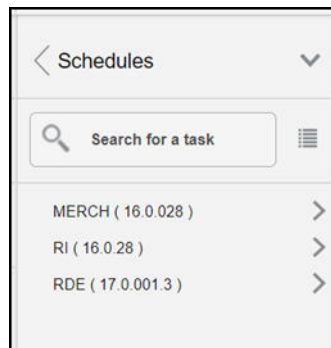 Schedules
Search for a task
MERCH ( 16.0.028 )
RI ( 16.0.28 )
RDE ( 17.0.001.3 )